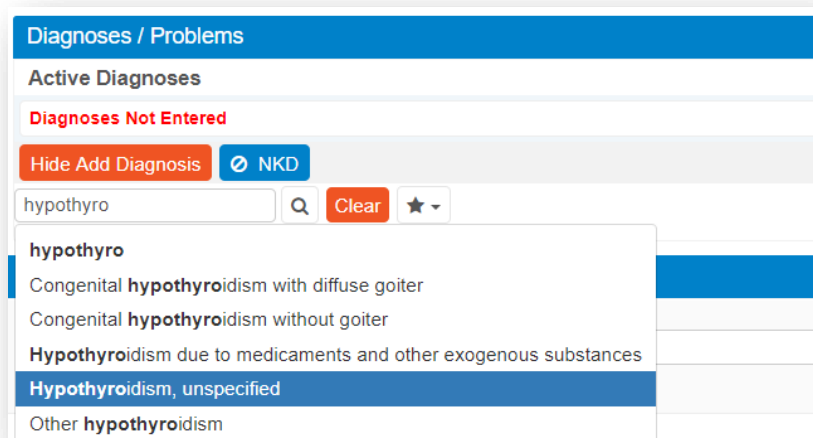 Diagnoses / Problems
Active Diagnoses
Diagnoses Not Entered
Hide Add Diagnosis NKD
hypothyro Clear
hypothyro
Congenital hypothyroidism with diffuse goiter
Congenital hypothyroidism without goiter
Hypothyroidism due to medicaments and other exogenous substances
Hypothyroidism, unspecified
Other hypothyroidism